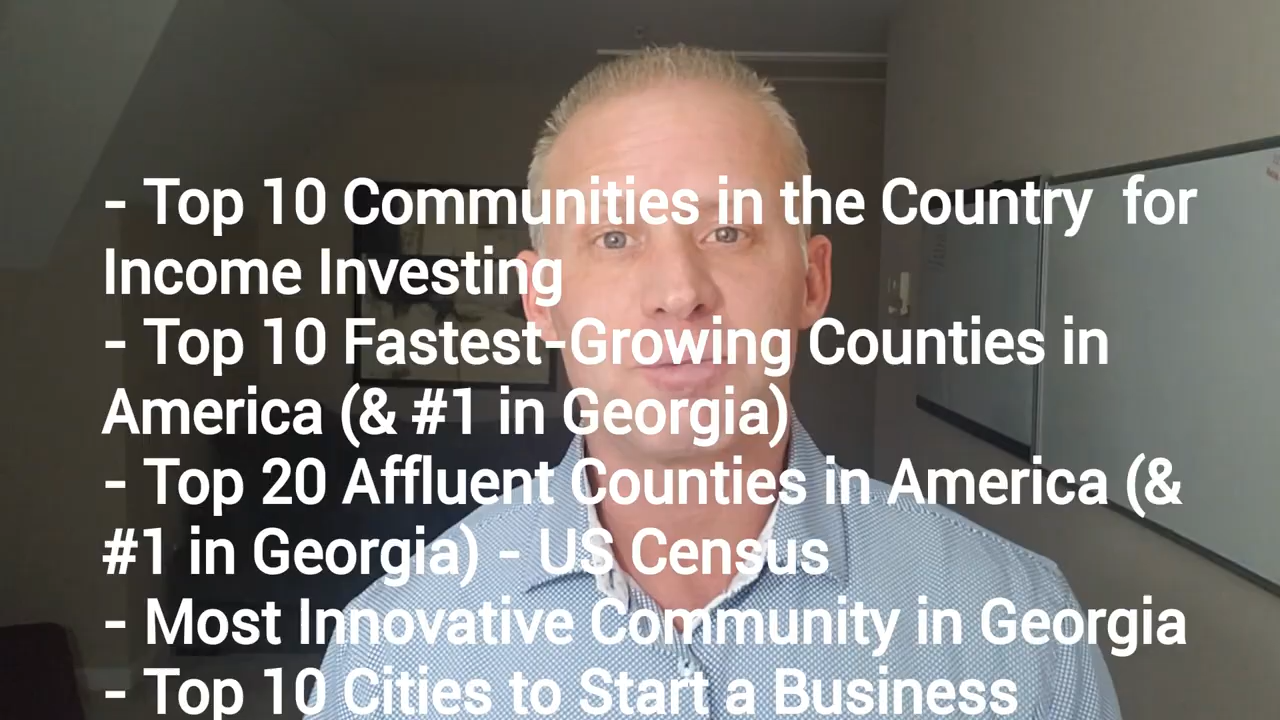 - Top 10 Communities in the Country  for
Income Investing
- Top 10 Fastest-Growing Counties in
America (& #1 in Georgia)
- Top 20 Affluent Counties in America (&
#1 in Georgia) - US Census
- Most Innovative Community in Georgia
- Top 10 Cities to Start a Business